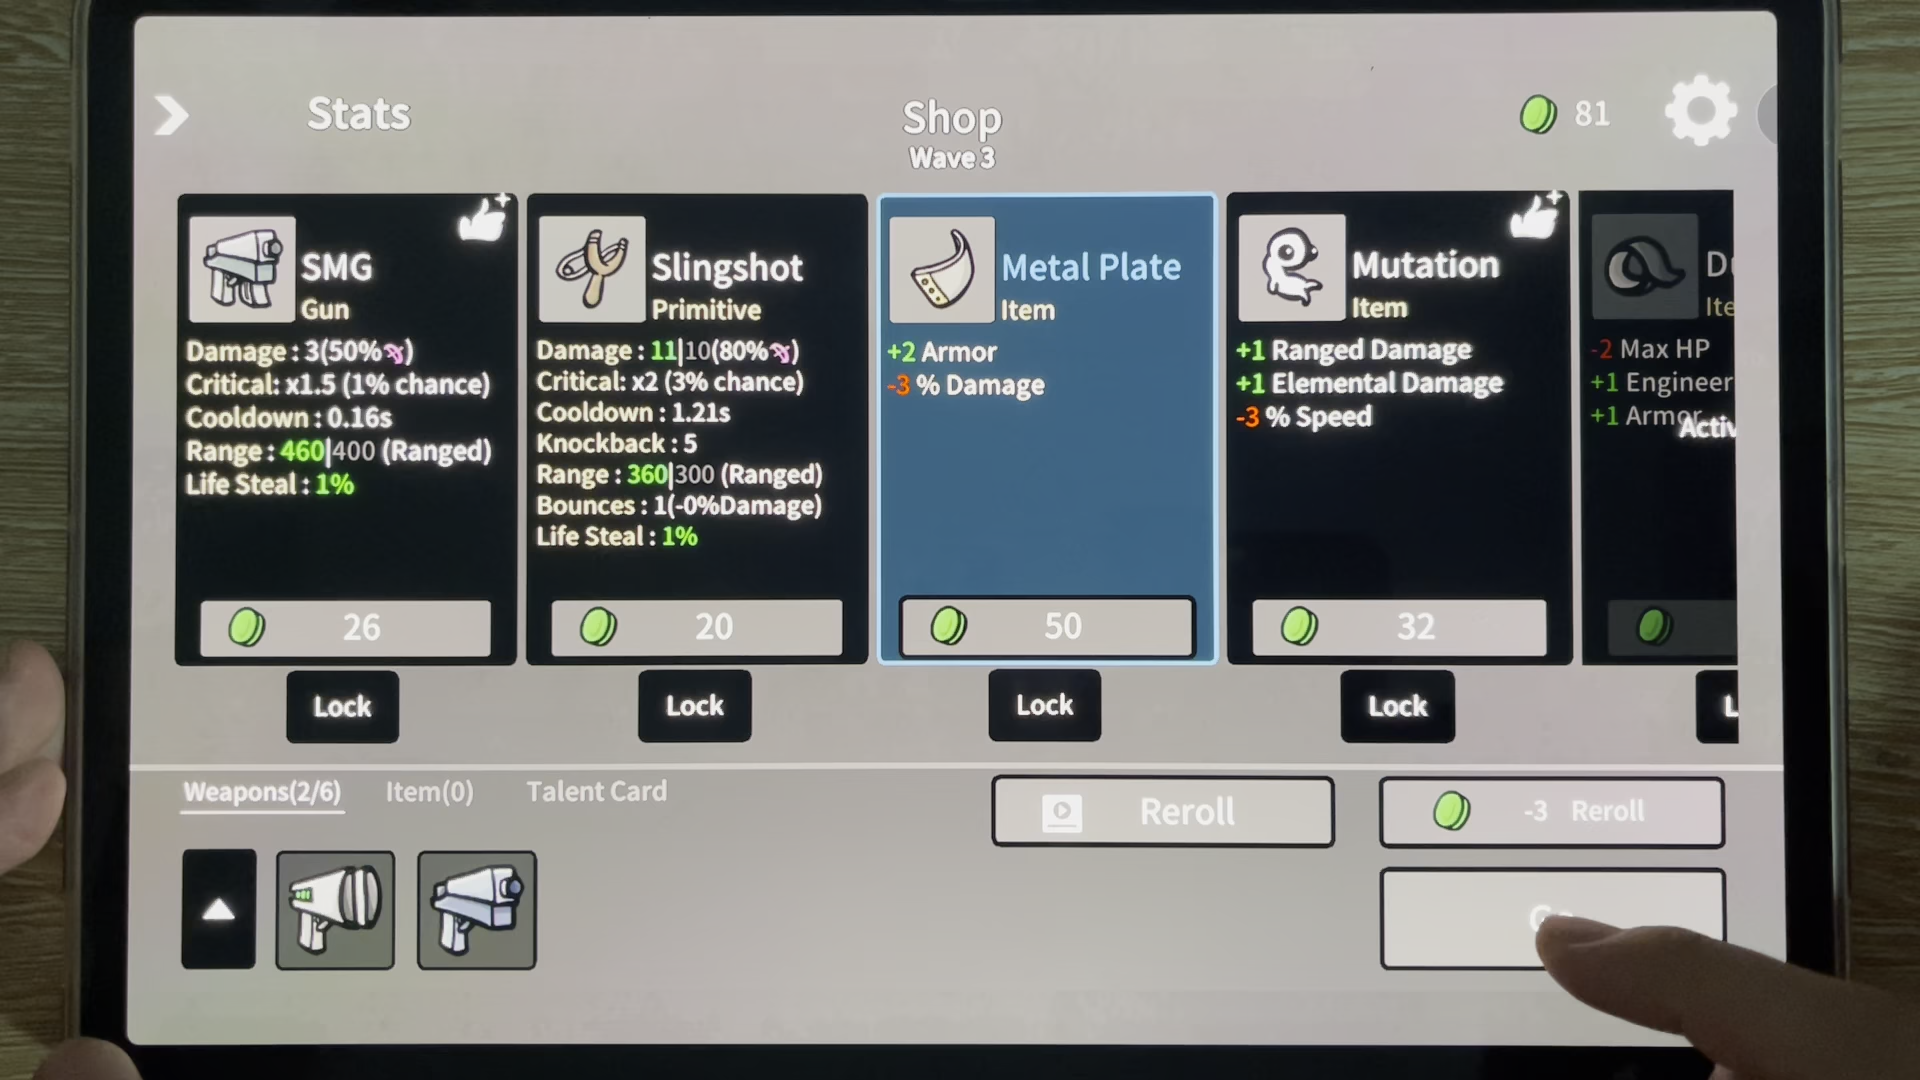 Stats
Shop
Wave 3
81
SMG
Gun
Damage : 3(50%)
Critical: x1.5 (1% chance)
Cooldown : 0.16s
Range : 460|400 (Ranged)
Life Steal : 1%
26
Lock
Slingshot
Primitive
Damage : 11|10(80%)
Critical: x2 (3% chance)
Cooldown : 1.21s
Knockback : 5
Range : 360|300 (Ranged)
Bounces : 1(-0%Damage)
Life Steal : 1%
20
Lock
Metal Plate
Item
+2 Armor
-3 % Damage
50
Lock
Mutation
Item
+1 Ranged Damage
+1 Elemental Damage
-3 % Speed
32
Lock
-2 Max HP
+1 Engineer
+1 Armor
Activ
Weapons(2/6) Item(0) Talent Card
Reroll
-3 Reroll